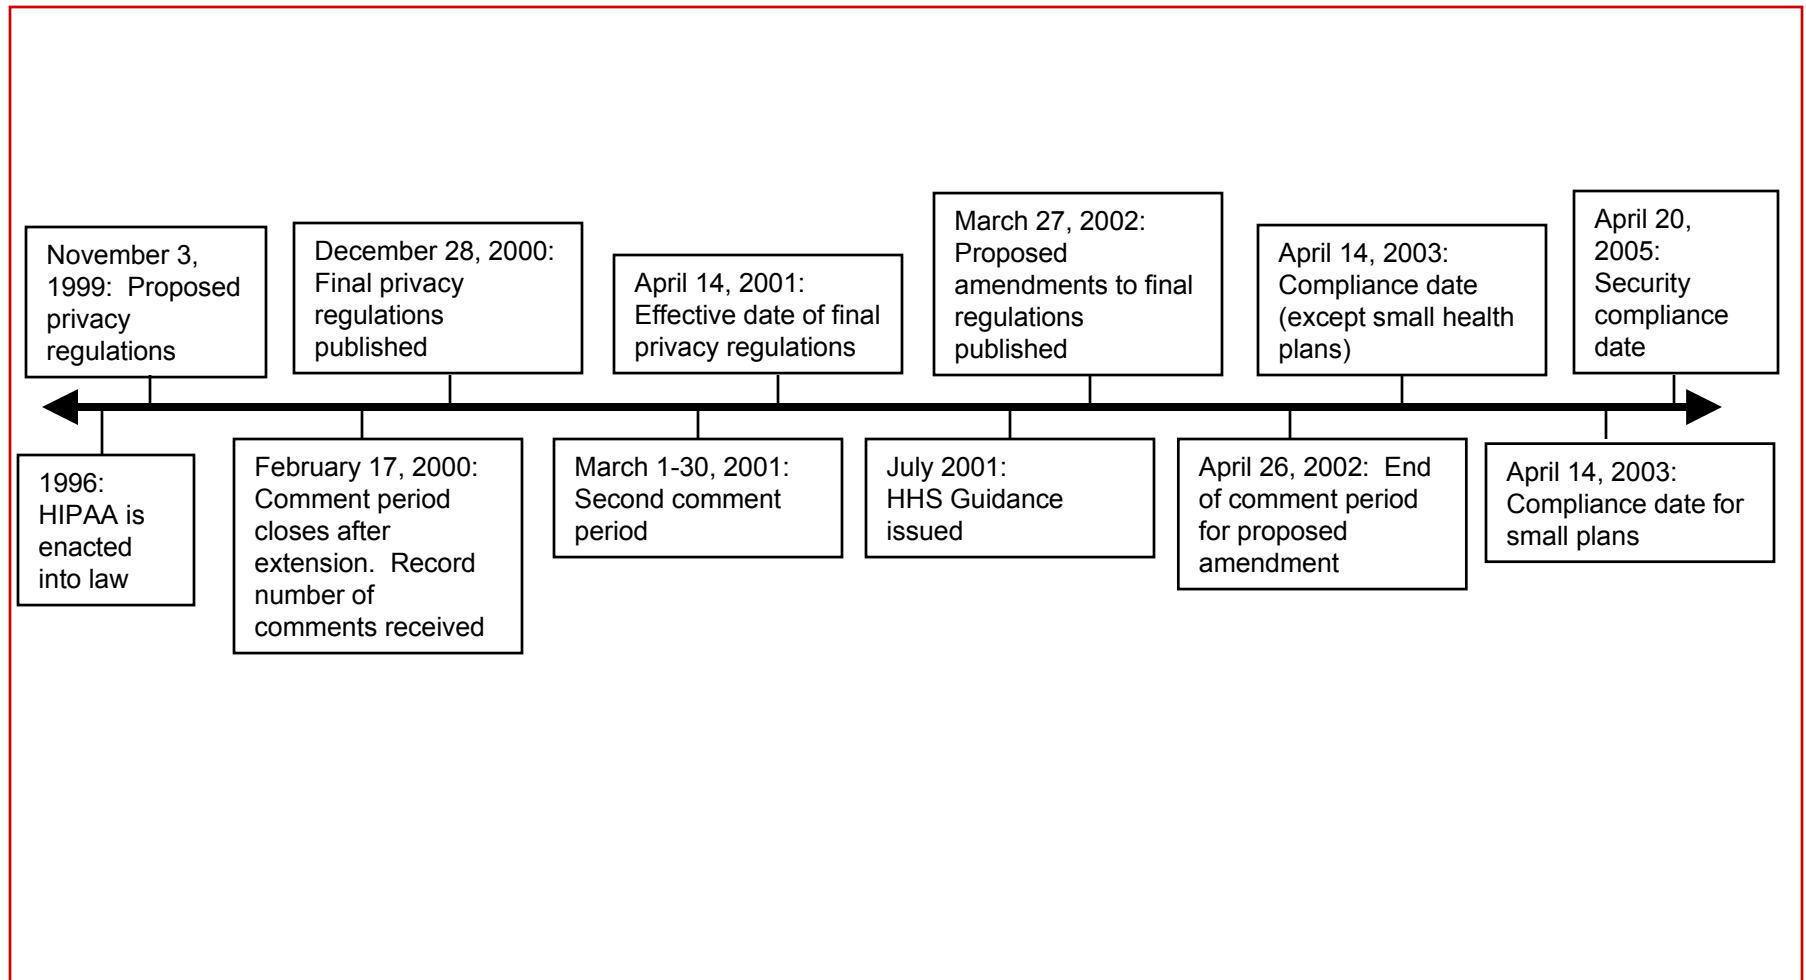 November 3,
1999:  Proposed
privacy
regulations
December 28, 2000:
Final privacy
regulations
published
April 14, 2001:
Effective date of final
privacy regulations
March 27, 2002:
Proposed
amendments to final
regulations
published
April 14, 2003:
Compliance date
(except small health
plans)
April 20,
2005:
Security
compliance
date
1996:
HIPAA is
enacted
into law
February 17, 2000:
Comment period
closes after
extension.  Record
number of
comments received
March 1-30, 2001:
Second comment
period
July 2001:
HHS Guidance
issued
April 26, 2002:  End
of comment period
for proposed
amendment
April 14, 2003:
Compliance date for
small plans